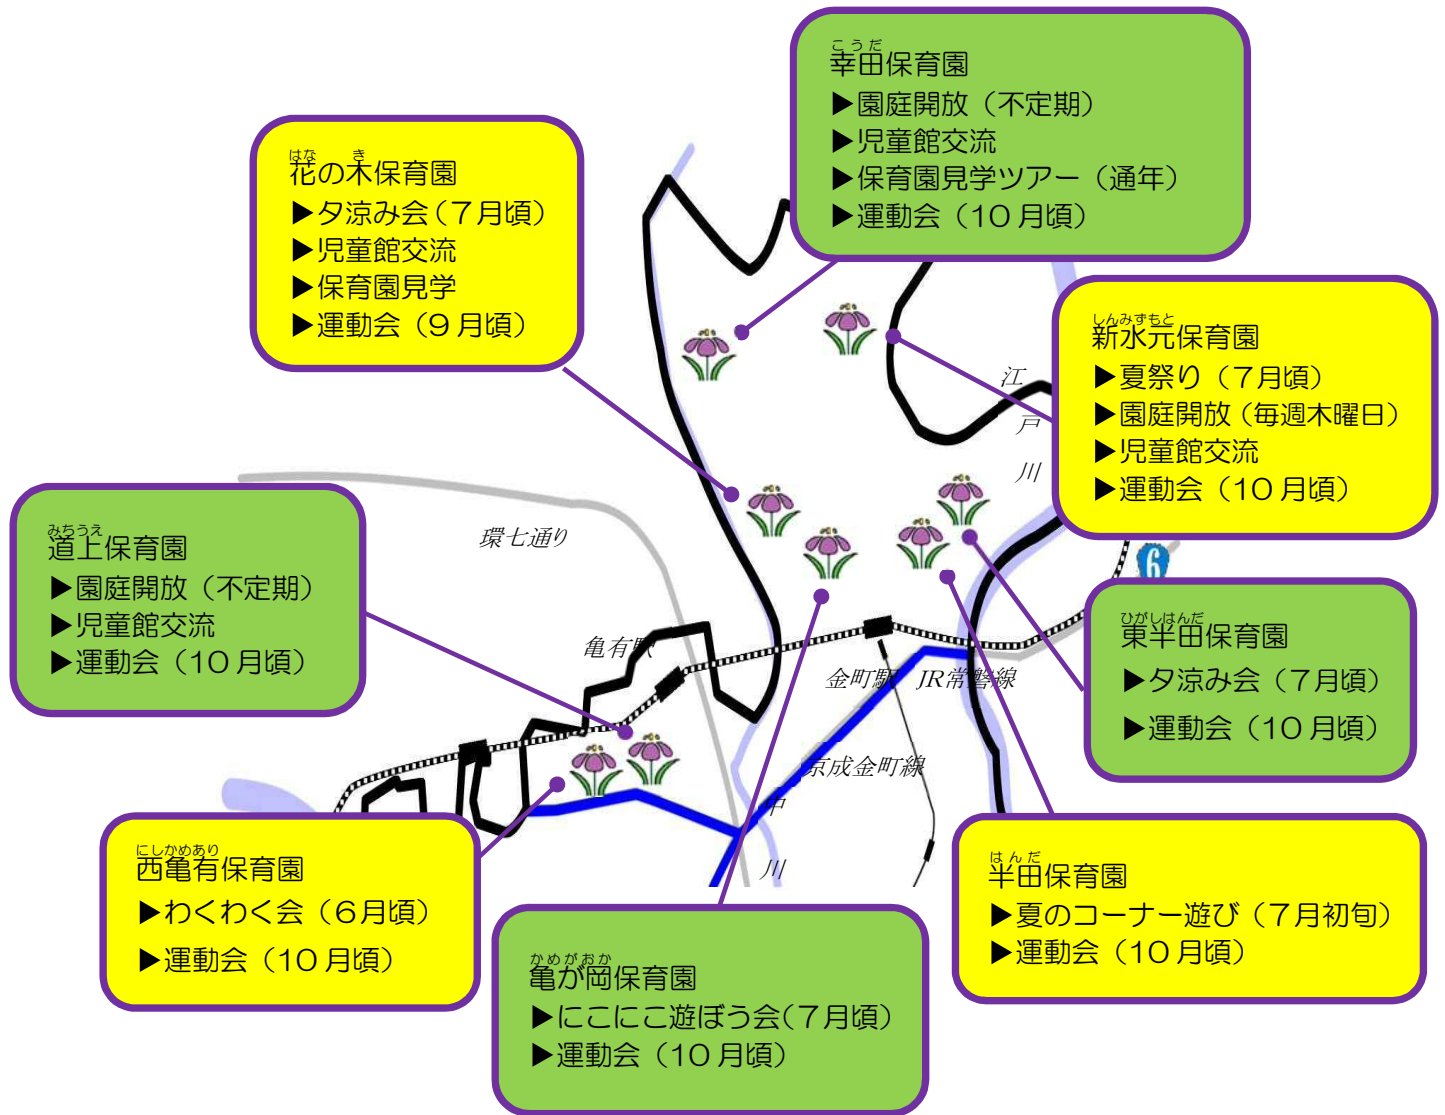 こうだ
幸田保育園
▶園庭開放（不定期）
▶児童館交流
▶保育園見学ツアー（通年）
▶運動会（10月頃）
はな き
花の木保育園
▶夕涼み会（7月頃）
▶児童館交流
▶保育園見学
▶運動会（9月頃）
しんみずもと
新水元保育園
▶夏祭り（7月頃）
▶園庭開放（毎週木曜日）
▶児童館交流
▶運動会（10月頃）
江戸川
環七通り
6
みちうえ
道上保育園
▶園庭開放（不定期）
▶児童館交流
▶運動会（10月頃）
ひがしはんだ
東半田保育園
▶夕涼み会（7月頃）
▶運動会（10月頃）
亀有駅
金町駅
JR常磐線
京成金町線
中川
にしかめあり
西亀有保育園
▶わくわく会（6月頃）
▶運動会（10月頃）
はんだ
半田保育園
▶夏のコーナー遊び（7月初旬）
▶運動会（10月頃）
かめがおか
亀が岡保育園
▶にこにこ遊ぼう会（7月頃）
▶運動会（10月頃）